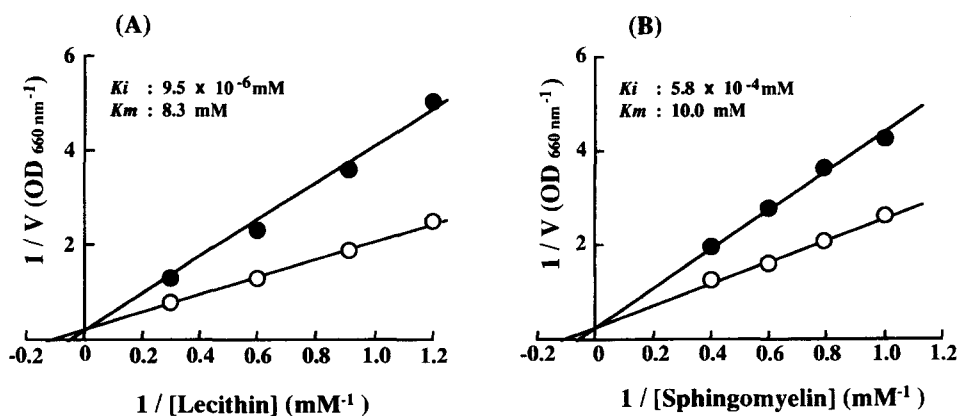 (A)
6
4
2
-0.2 0 0.2 0.4 0.6 0.8 1.0 1.2
1 / V (OD 660 nm⁻¹)
Ki : 9.5 x 10⁻⁶mM
Km : 8.3 mM
1 / [Lecithin] (mM⁻¹)
(B)
6
4
2
-0.2 0 0.2 0.4 0.6 0.8 1.0 1.2
1 / V (OD 660 nm⁻¹)
Ki : 5.8 x 10⁻⁴mM
Km : 10.0 mM
1 / [Sphingomyelin] (mM⁻¹)